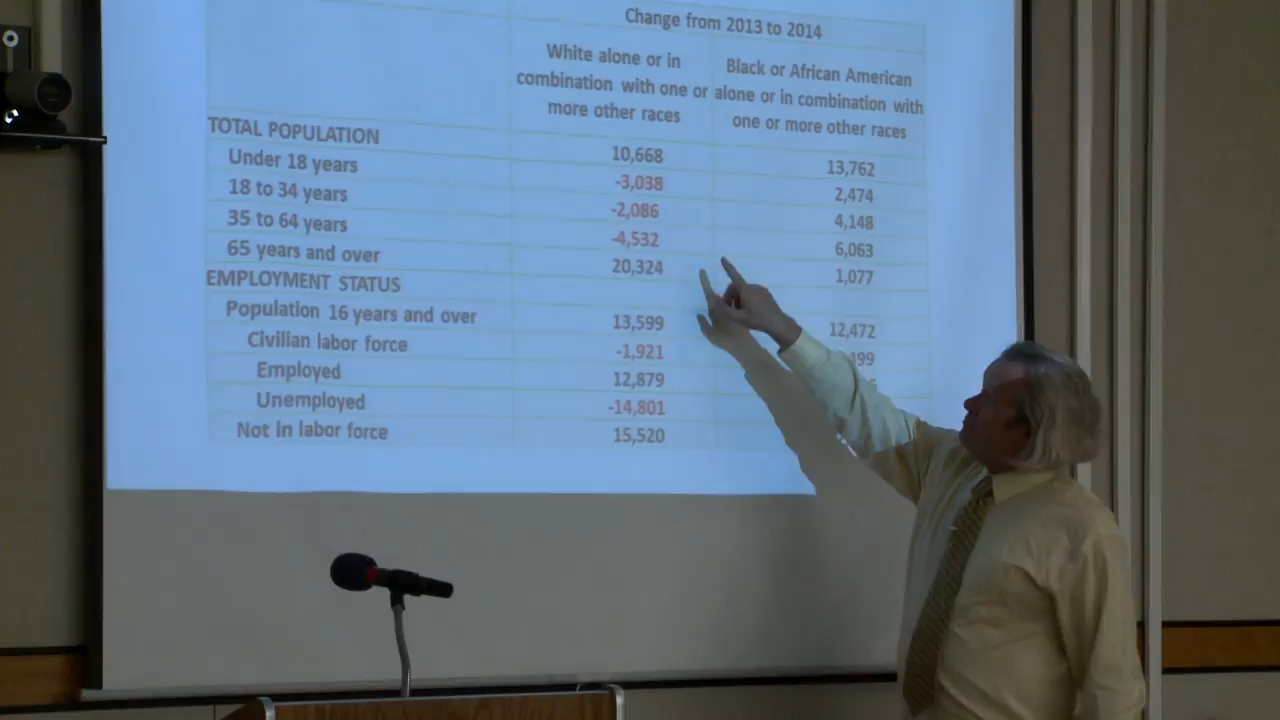 Change from 2013 to 2014
White alone or in
combination with one or
more other races
Black or African American
alone or in combination with
one or more other races
TOTAL POPULATION 10,668 13,762
Under 18 years -3,038 2,474
18 to 34 years -2,086 4,148
35 to 64 years -4,532 6,063
65 years and over 20,324 1,077
EMPLOYMENT STATUS
Population 16 years and over 13,599 12,472
Civilian labor force -1,921
Employed 12,879
Unemployed -14,801
Not in labor force 15,520